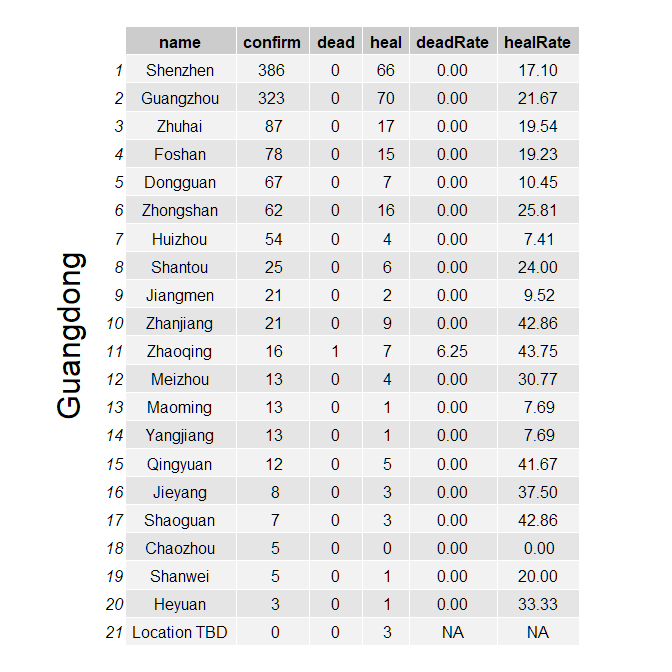 name confirm dead heal deadRate healRate
1 Shenzhen 386 0 66 0.00 17.10
2 Guangzhou 323 0 70 0.00 21.67
3 Zhuhai 87 0 17 0.00 19.54
4 Foshan 78 0 15 0.00 19.23
5 Dongguan 67 0 7 0.00 10.45
6 Zhongshan 62 0 16 0.00 25.81
7 Huizhou 54 0 4 0.00 7.41
8 Shantou 25 0 6 0.00 24.00
9 Jiangmen 21 0 2 0.00 9.52
10 Zhanjiang 21 0 9 0.00 42.86
11 Zhaoqing 16 1 7 6.25 43.75
12 Meizhou 13 0 4 0.00 30.77
13 Maoming 13 0 1 0.00 7.69
14 Yangjiang 13 0 1 0.00 7.69
15 Qingyuan 12 0 5 0.00 41.67
16 Jieyang 8 0 3 0.00 37.50
17 Shaoguan 7 0 3 0.00 42.86
18 Chaozhou 5 0 0 0.00 0.00
19 Shanwei 5 0 1 0.00 20.00
20 Heyuan 3 0 1 0.00 33.33
21 Location TBD 0 0 3 NA NA
Guangdong